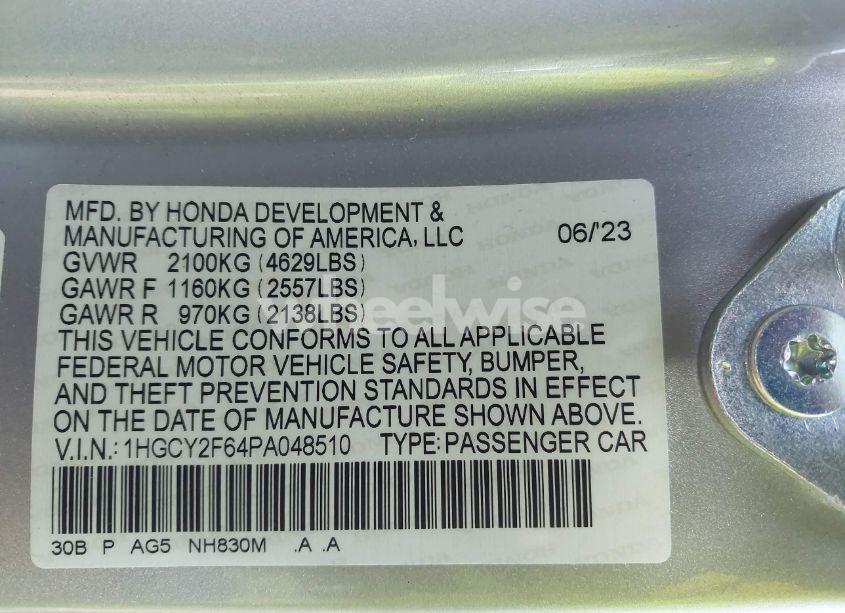 MFD. BY HONDA DEVELOPMENT &
MANUFACTURING OF AMERICA, LLC 06/'23
GVWR 2100KG (4629LBS)
GAWR F 1160KG (2557LBS)
GAWR R 970KG (2138LBS)
wheelwise
THIS VEHICLE CONFORMS TO ALL APPLICABLE
FEDERAL MOTOR VEHICLE SAFETY, BUMPER,
AND THEFT PREVENTION STANDARDS IN EFFECT
ON THE DATE OF MANUFACTURE SHOWN ABOVE.
V.I.N.: 1HGCY2F64PA048510 TYPE: PASSENGER CAR
30B P AG5 NH830M .A .A